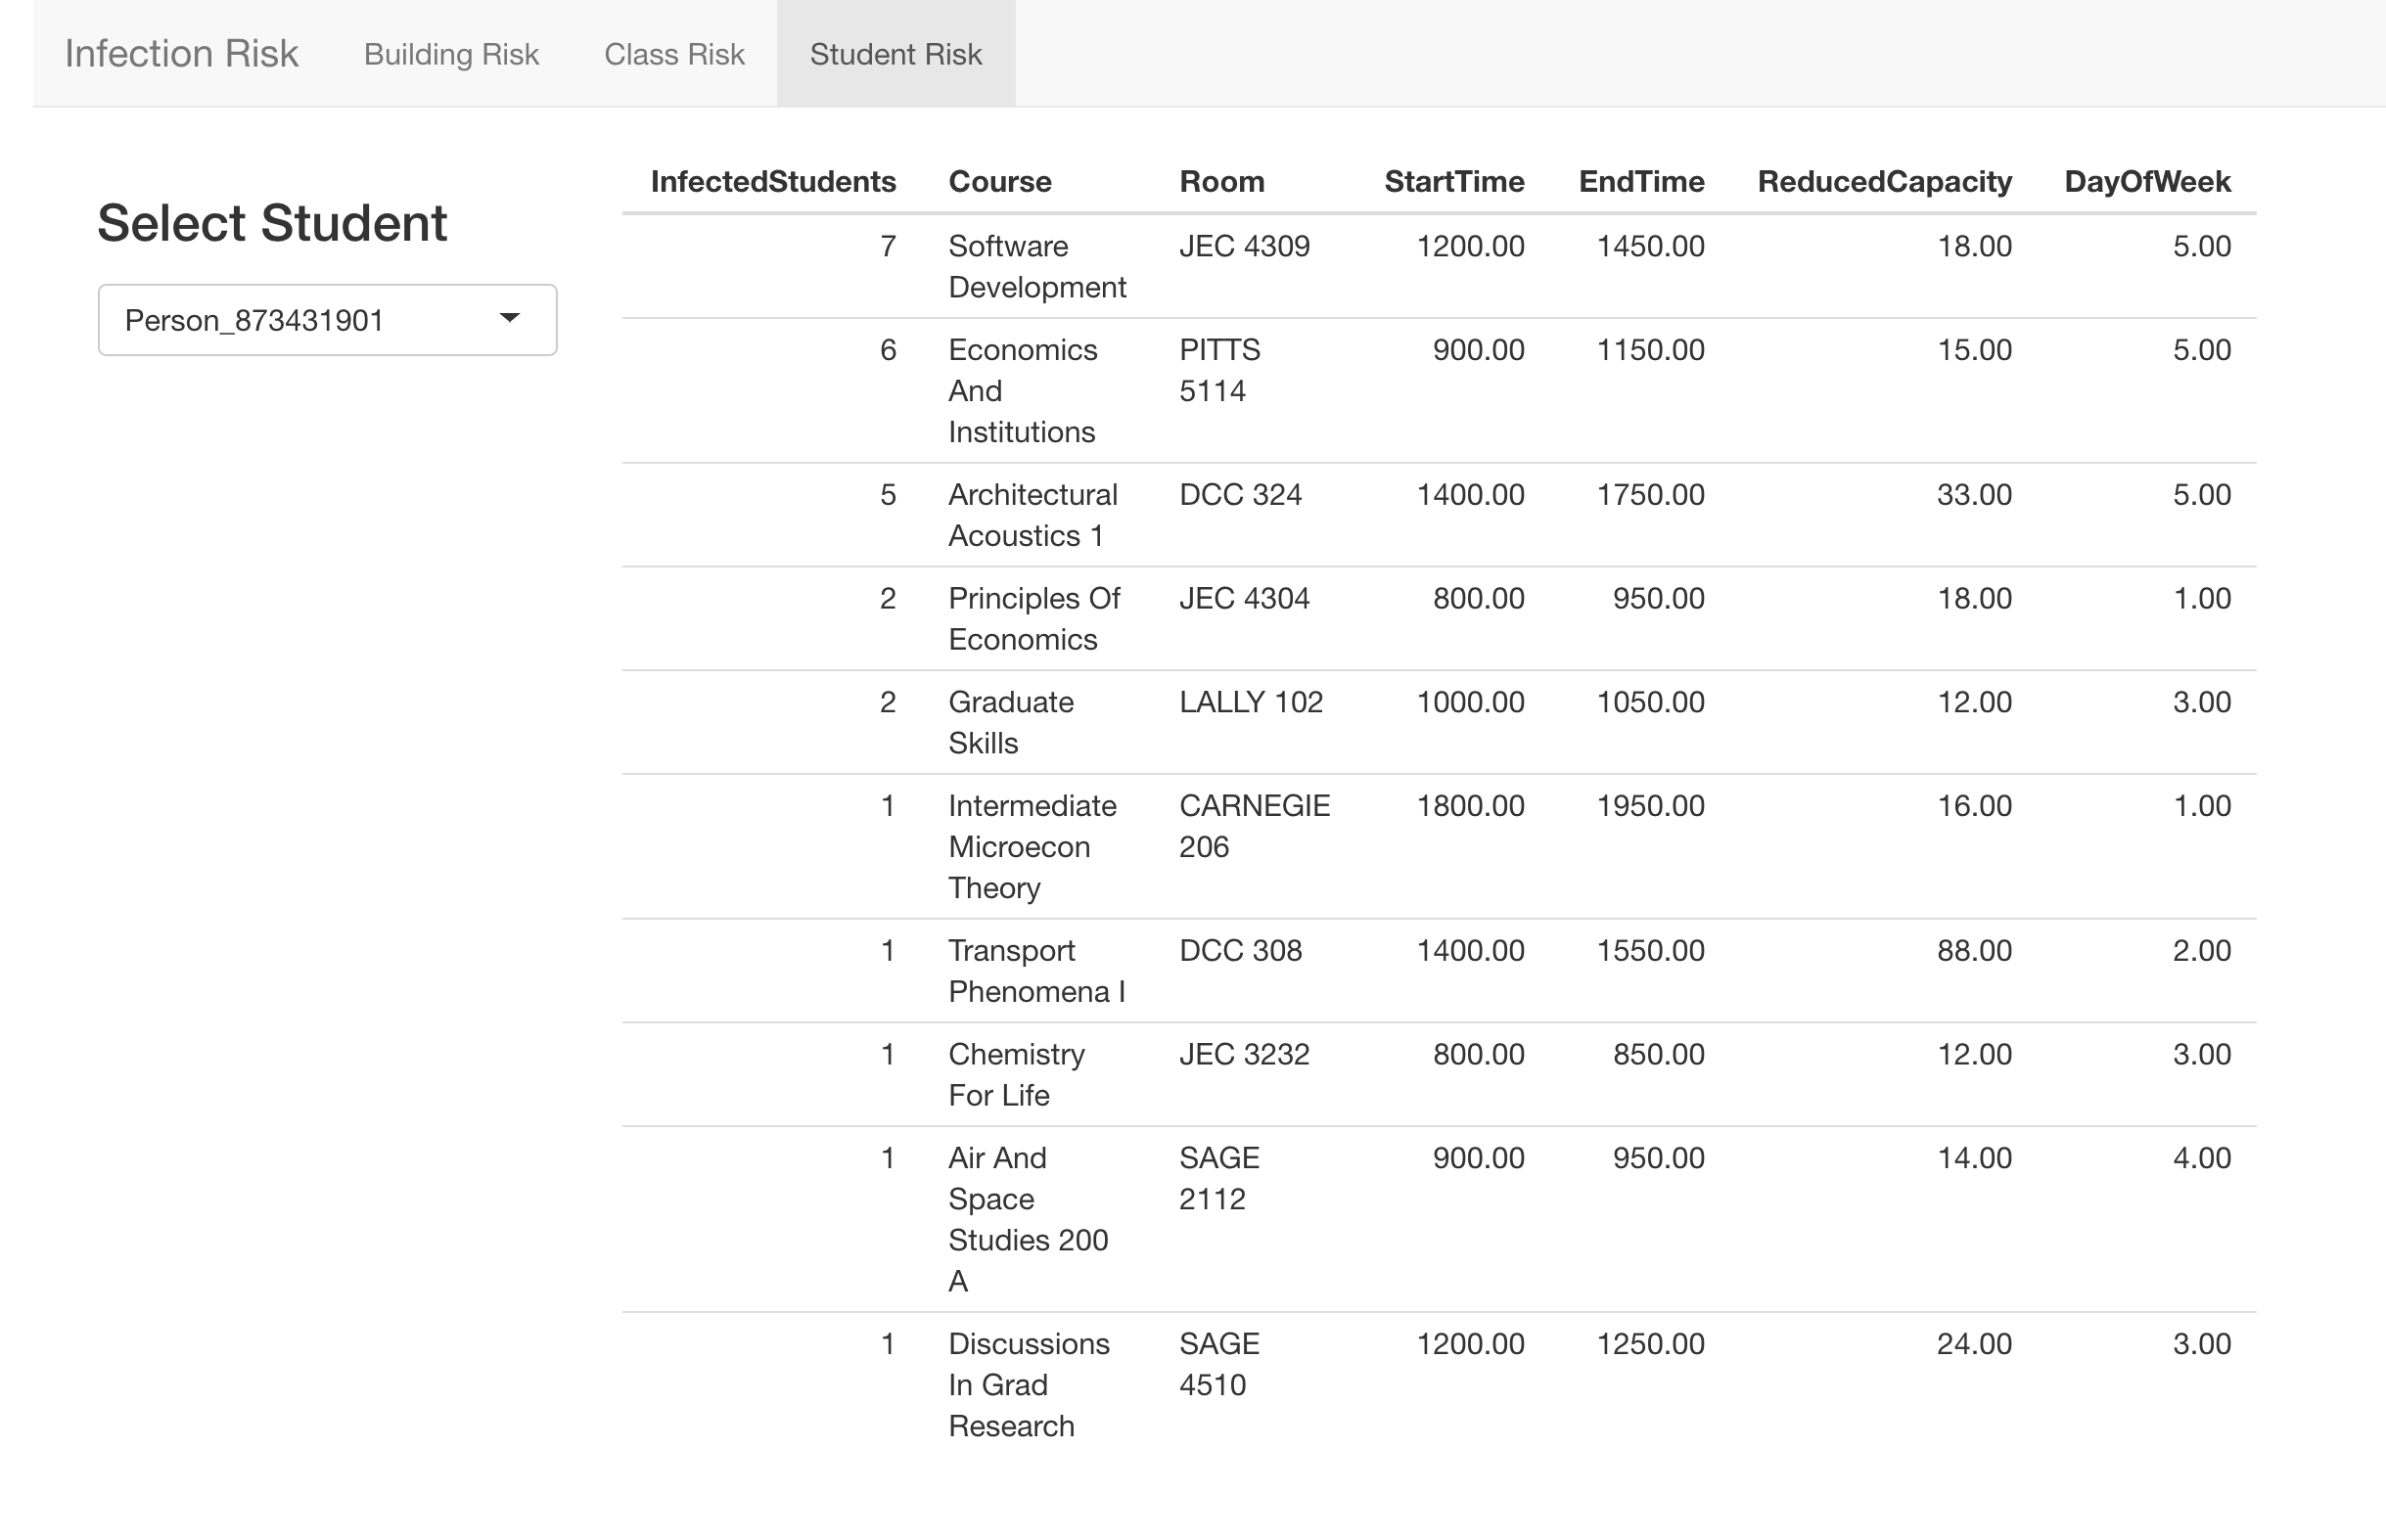 Infection Risk Building Risk Class Risk Student Risk
Select Student
Person_873431901
InfectedStudents Course Room StartTime EndTime ReducedCapacity DayOfWeek
7 Software JEC 4309 1200.00 1450.00 18.00 5.00
Development
6 Economics PITTS 900.00 1150.00 15.00 5.00
And 5114
Institutions
5 Architectural DCC 324 1400.00 1750.00 33.00 5.00
Acoustics 1
2 Principles Of JEC 4304 800.00 950.00 18.00 1.00
Economics
2 Graduate LALLY 102 1000.00 1050.00 12.00 3.00
Skills
1 Intermediate CARNEGIE 1800.00 1950.00 16.00 1.00
Microecon 206
Theory
1 Transport DCC 308 1400.00 1550.00 88.00 2.00
Phenomena I
1 Chemistry JEC 3232 800.00 850.00 12.00 3.00
For Life
1 Air And SAGE 900.00 950.00 14.00 4.00
Space 2112
Studies 200
A
1 Discussions SAGE 1200.00 1250.00 24.00 3.00
In Grad 4510
Research